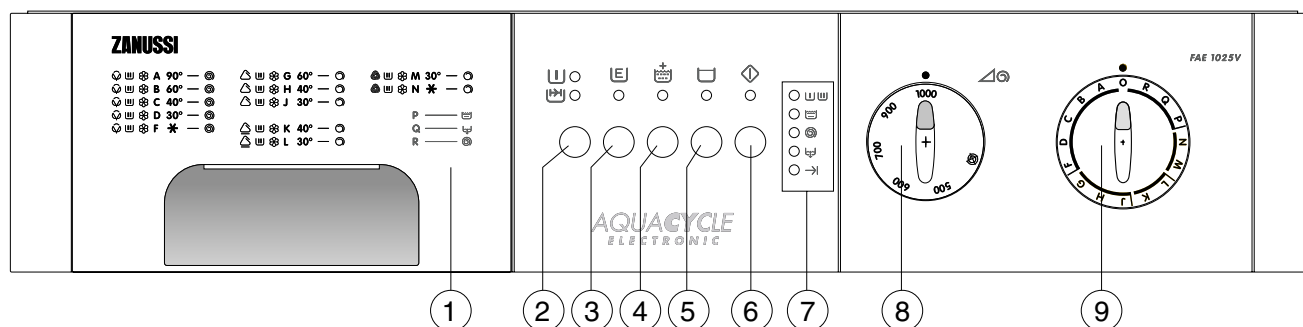 ZANUSSI
A 90° —
B 60° —
C 40° —
D 30° —
F —
G 60° —
H 40° —
J 30° —
K 40° —
L 30° —
M 30° —
N —
P —
Q —
R —
E
AQUACYCLE
ELECTRONIC
1000
900
700
600
500
FAE 1025V
O R Q P N M L K J H G F D C B A
1 2 3 4 5 6 7 8 9